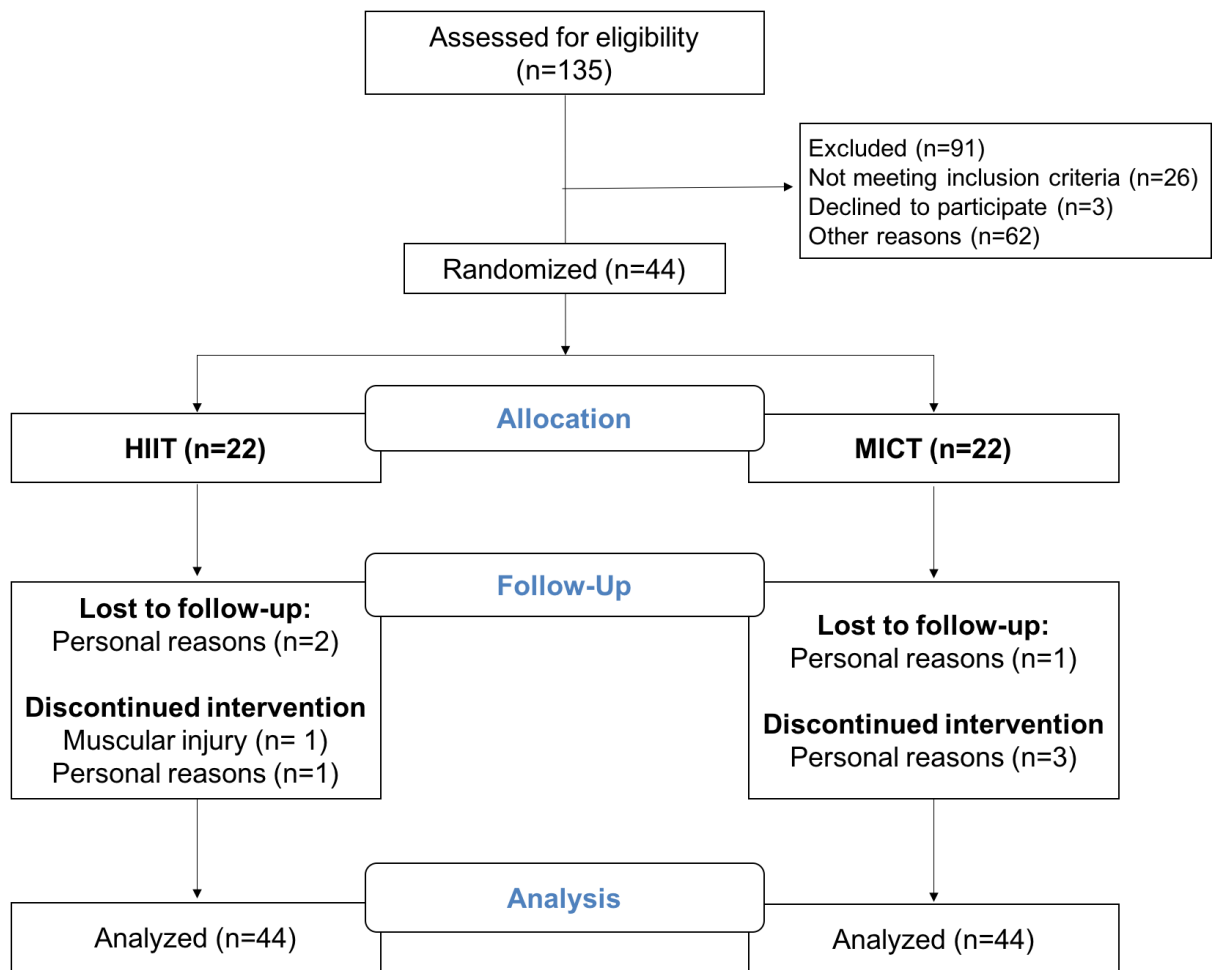 Assessed for eligibility
(n=135)
Excluded (n=91)
Not meeting inclusion criteria (n=26)
Declined to participate (n=3)
Other reasons (n=62)
Randomized (n=44)
Allocation
HIIT (n=22)
MICT (n=22)
Follow-Up
Lost to follow-up:
Personal reasons (n=2)
Discontinued intervention
Muscular injury (n= 1)
Personal reasons (n=1)
Lost to follow-up:
Personal reasons (n=1)
Discontinued intervention
Personal reasons (n=3)
Analysis
Analyzed (n=44)
Analyzed (n=44)